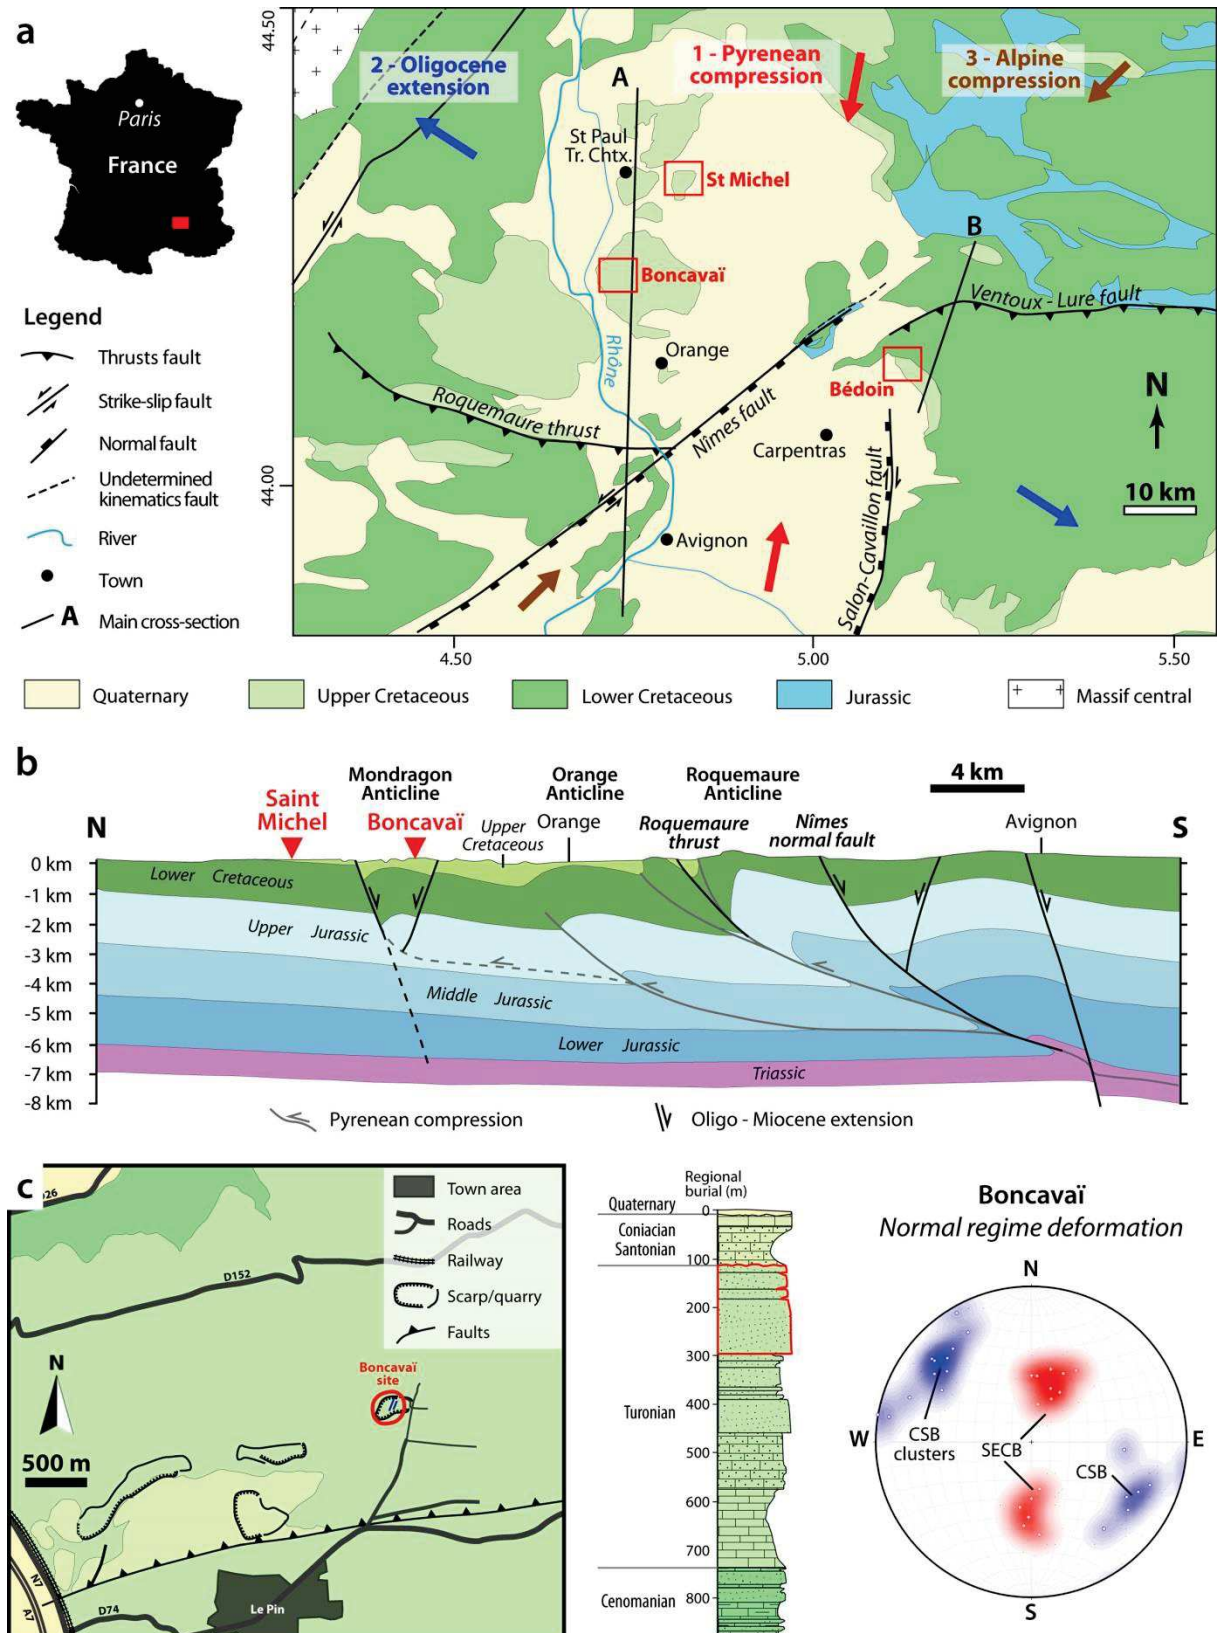 a
Paris
France
44.50
44.00
2 - Oligocene
extension
A
1 - Pyrenean
compression
3 - Alpine
compression
St Paul
Tr. Chtx.
St Michel
B
Boncavaï
Ventoux - Lure fault
Rhône
Orange
Bédoin
N
Roquemaure thrust
Nîmes fault
Carpentras
10 km
Avignon
Salon-Cavaillon fault
4.50
5.00
5.50
Legend
Thrusts fault
Strike-slip fault
Normal fault
Undetermined
kinematics fault
River
Town
A Main cross-section
Quaternary
Upper Cretaceous
Lower Cretaceous
Jurassic
Massif central
b
4 km
Mondragon
Anticline
Orange
Anticline
Roquemaure
Anticline
N
Saint
Michel
Boncavaï
Upper
Cretaceous
Orange
Roquemaure
thrust
Nîmes
normal fault
Avignon
S
0 km
-1 km
-2 km
-3 km
-4 km
-5 km
-6 km
-7 km
-8 km
Lower Cretaceous
Upper Jurassic
Middle Jurassic
Lower Jurassic
Triassic
Pyrenean compression
Oligo - Miocene extension
c
Town area
Roads
Railway
Scarp/quarry
Faults
D26
D152
N
500 m
Boncavaï
site
N7
A7
D74
Le Pin
Regional
burial (m)
Quaternary
Coniacian
Santonian
Turonian
Cenomanian
0
100
200
300
400
500
600
700
800
Boncavaï
Normal regime deformation
N
W
E
S
CSB
clusters
SECB
CSB